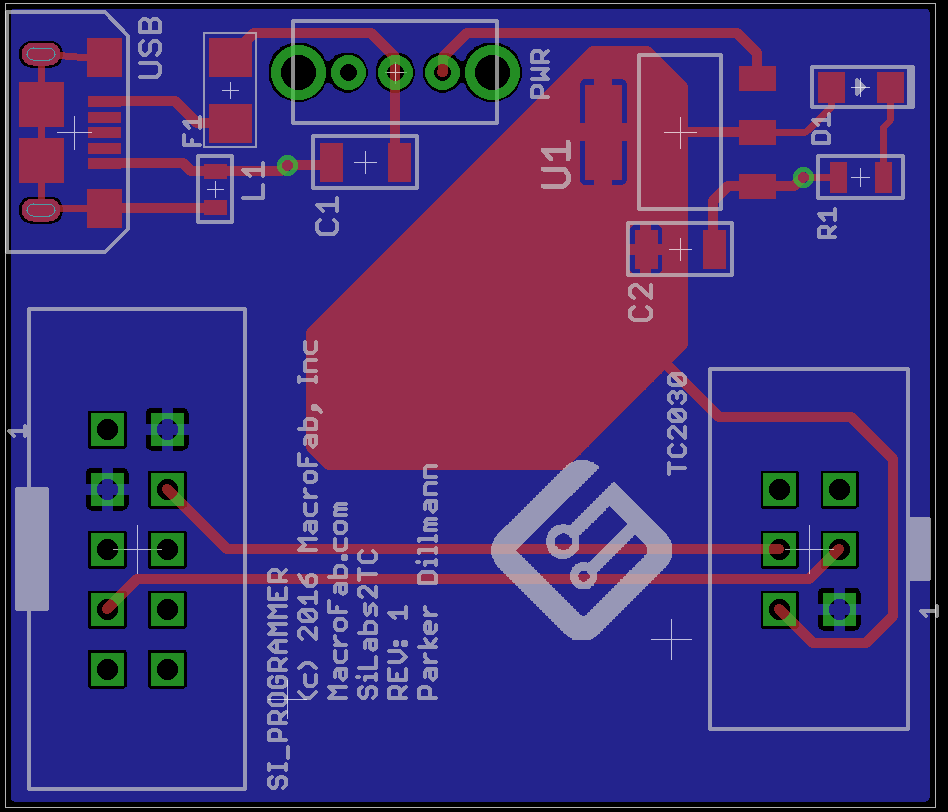 USB
F1
L1
C1
PWR
U1
D1
R1
C2
1
SI_PROGRAMMER
(c) 2016 MacroFab, Inc
MacroFab.com
SiLabs2TC
REV: 1
Parker Dillmann
TC2030
1